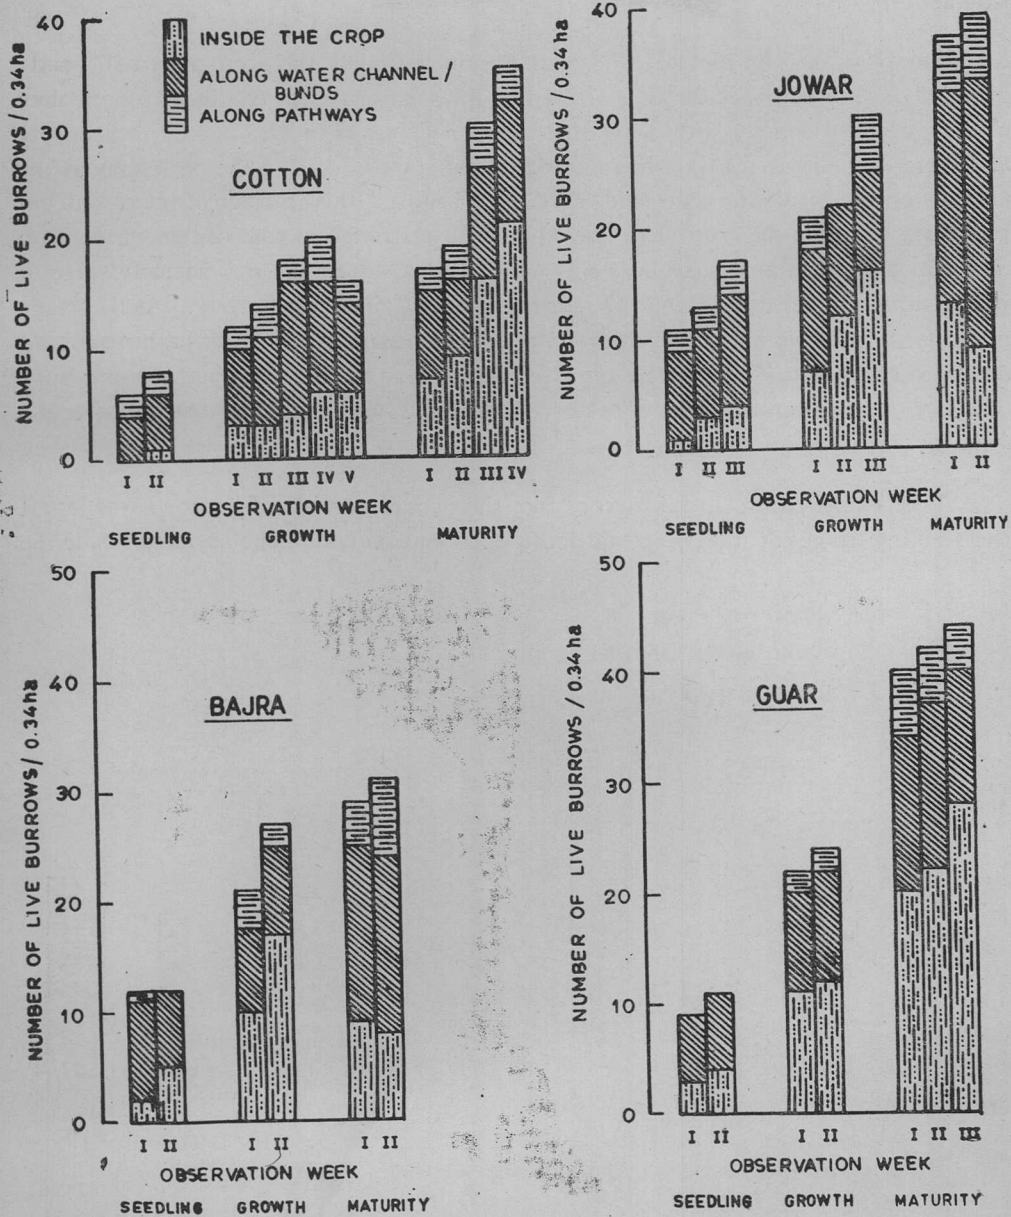 40
30
20
10
0
NUMBER OF LIVE BURROWS / 0.34 ha
INSIDE THE CROP
ALONG WATER CHANNEL /
BUNDS
ALONG PATHWAYS
COTTON
I II I II III IV V I II III IV
OBSERVATION WEEK
SEEDLING GROWTH MATURITY
40
30
20
10
0
NUMBER OF LIVE BURROWS / 0.34 ha
JOWAR
I II III I II III I II
OBSERVATION WEEK
SEEDLING GROWTH MATURITY
50
40
30
20
10
0
NUMBER OF LIVE BURROWS / 0.34 ha
BAJRA
I II I II I II
OBSERVATION WEEK
SEEDLING GROWTH MATURITY
50
40
30
20
10
0
NUMBER OF LIVE BURROWS / 0.34 ha
GUAR
I II I II I II III
OBSERVATION WEEK
SEEDLING GROWTH MATURITY